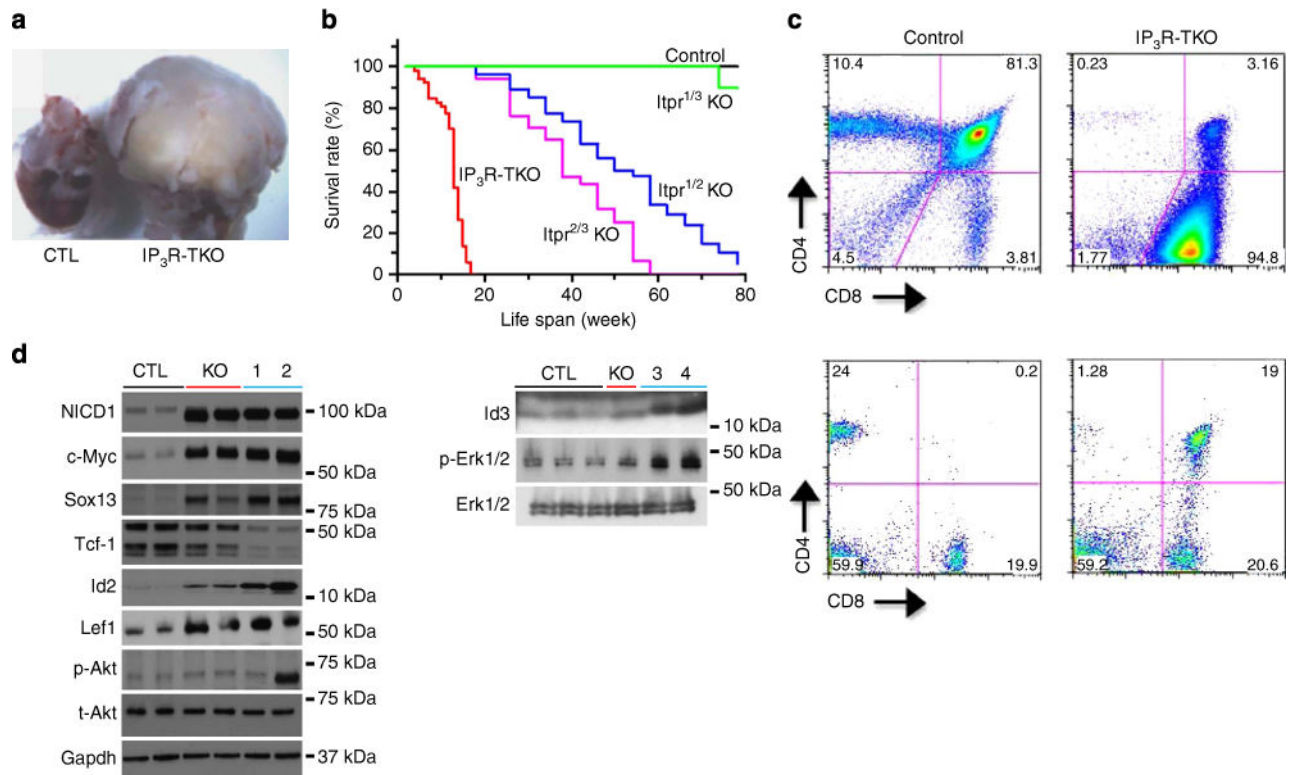 a
CTL IP3R-TKO
b
Surival rate (%)
100
80
60
40
20
0
0 20 40 60 80
Life span (week)
Control
Itpr1/3 KO
IP3R-TKO
Itpr1/2 KO
Itpr2/3 KO
c
Control IP3R-TKO
10.4 81.3
4.5 3.81
0.23 3.16
1.77 94.8
CD4
CD8
24 0.2
59.9 19.9
1.28 19
59.2 20.6
CD4
CD8
d
CTL KO 1 2
NICD1 100 kDa
c-Myc 50 kDa
Sox13 75 kDa
Tcf-1 50 kDa
Id2 10 kDa
Lef1 50 kDa
p-Akt 75 kDa
t-Akt 75 kDa
Gapdh 37 kDa
CTL KO 3 4
Id3 10 kDa
p-Erk1/2 50 kDa
Erk1/2 50 kDa